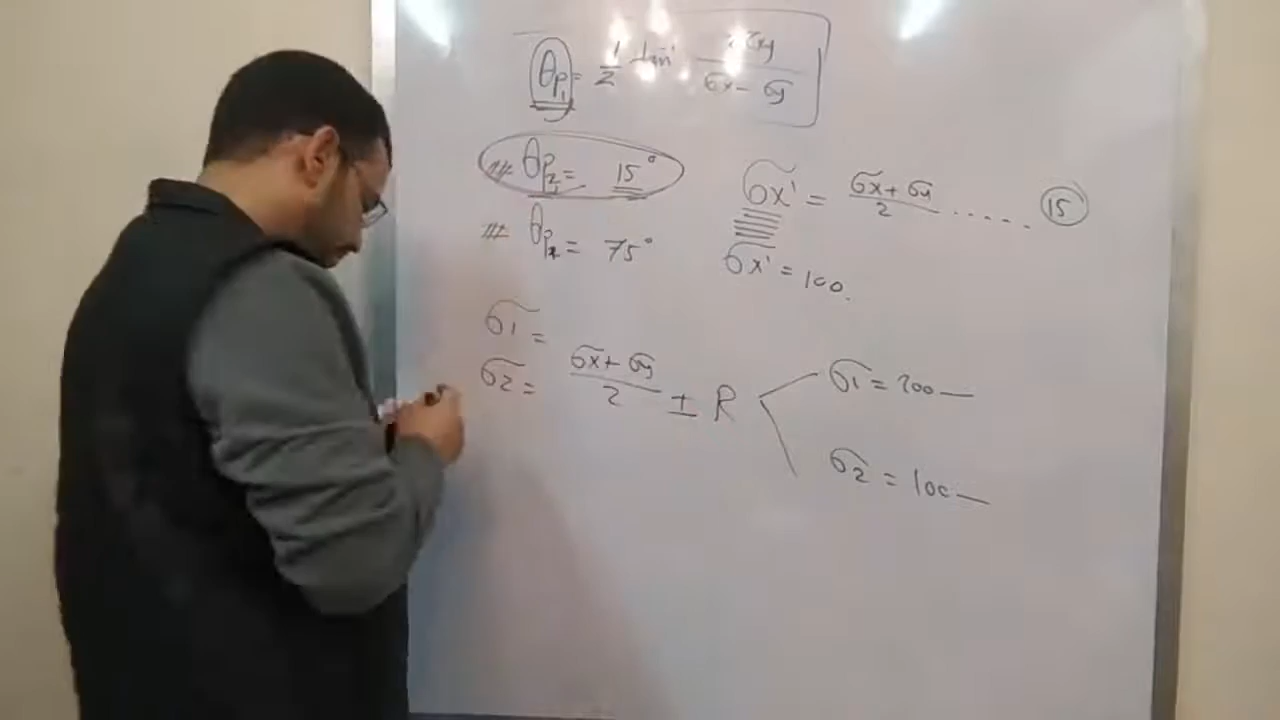 θp1 = 1/2 tan⁻¹ 2τxy / σx - σy
θp2 = 15°
θp2 = 75°
σx' = σx + σy / 2 ..... 15
σx' = 100.
σ1 =
σ2 = σx + σy / 2 ± R
σ1 = 200
σ2 = 100